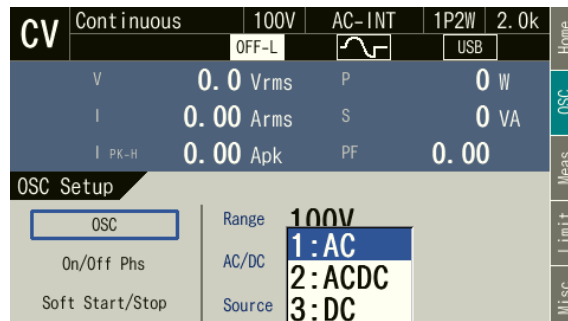 CV Continuous 100V AC-INT 1P2W 2.0k
OFF-L USB
V 0.0 Vrms P 0 W
I 0.00 Arms S 0 VA
I PK-H 0.00 Apk PF 0.00
OSC Setup
OSC
On/Off Phs
Soft Start/Stop
Range 100V
AC/DC
Source
1:AC
2:ACDC
3:DC
Home
OSC
Meas
Limit
Misc